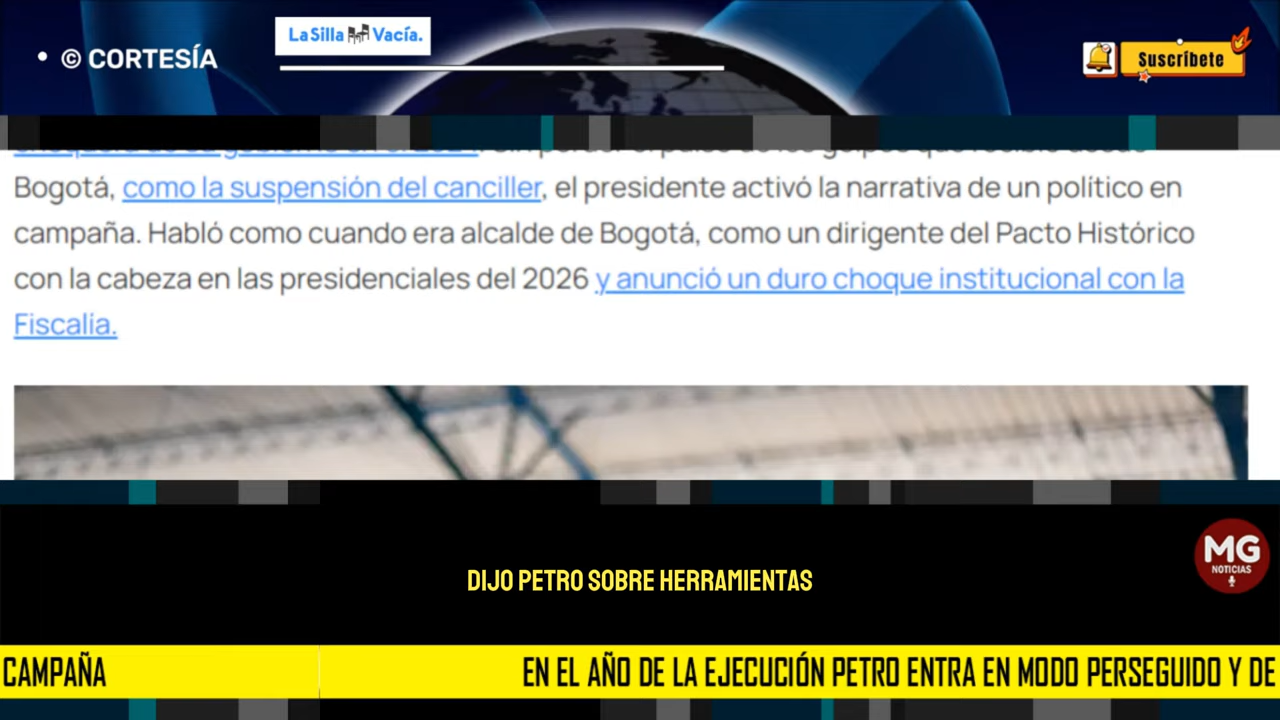 • © CORTESÍA
La Silla Vacía.
Suscríbete
Bogotá, como la suspensión del canciller, el presidente activó la narrativa de un político en
campaña. Habló como cuando era alcalde de Bogotá, como un dirigente del Pacto Histórico
con la cabeza en las presidenciales del 2026 y anunció un duro choque institucional con la
Fiscalía.
MG
NOTICIAS
DIJO PETRO SOBRE HERRAMIENTAS
CAMPAÑA EN EL AÑO DE LA EJECUCIÓN PETRO ENTRA EN MODO PERSEGUIDO Y DE